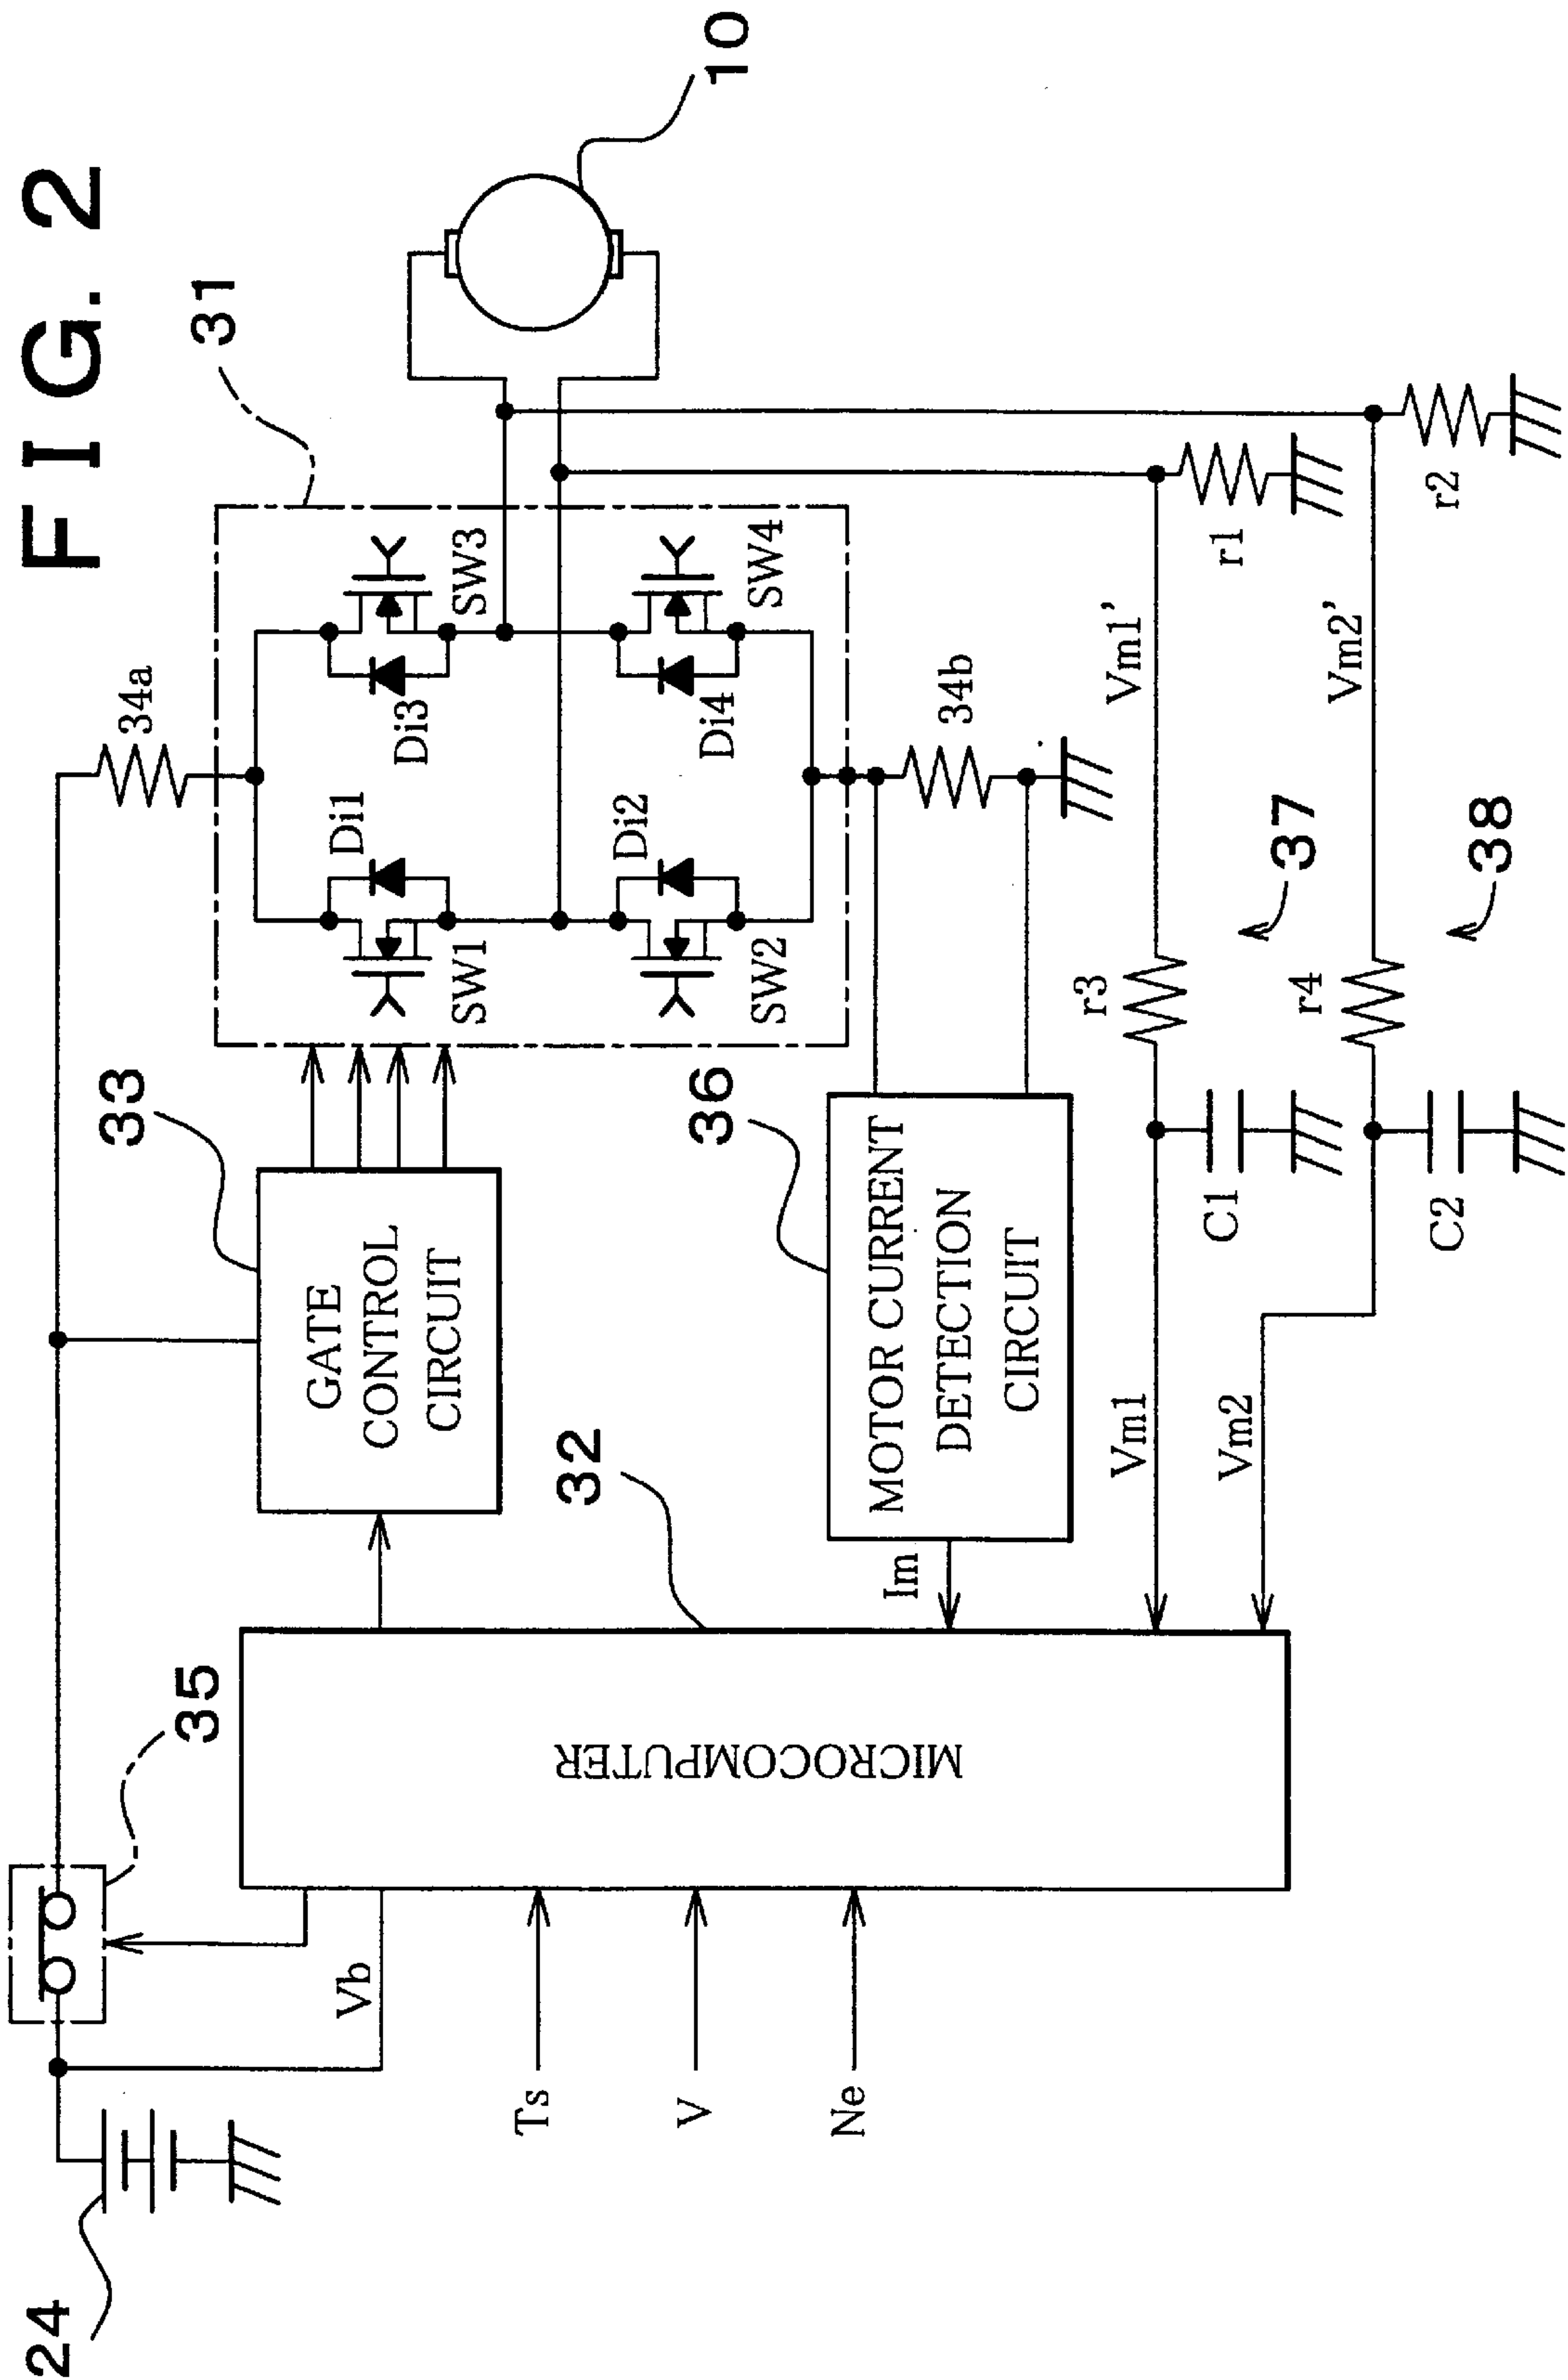 FIG. 2
10
31
34a
Di1
Di3
SW1
SW3
Di2
Di4
SW2
SW4
34b
33
GATE
CONTROL
CIRCUIT
36
MOTOR CURRENT
DETECTION
CIRCUIT
32
MICROCOMPUTER
35
24
Vb
Ts
V
Ne
Im
Vm1
Vm2
Vm1'
Vm2'
r1
r2
r3
r4
C1
C2
37
38